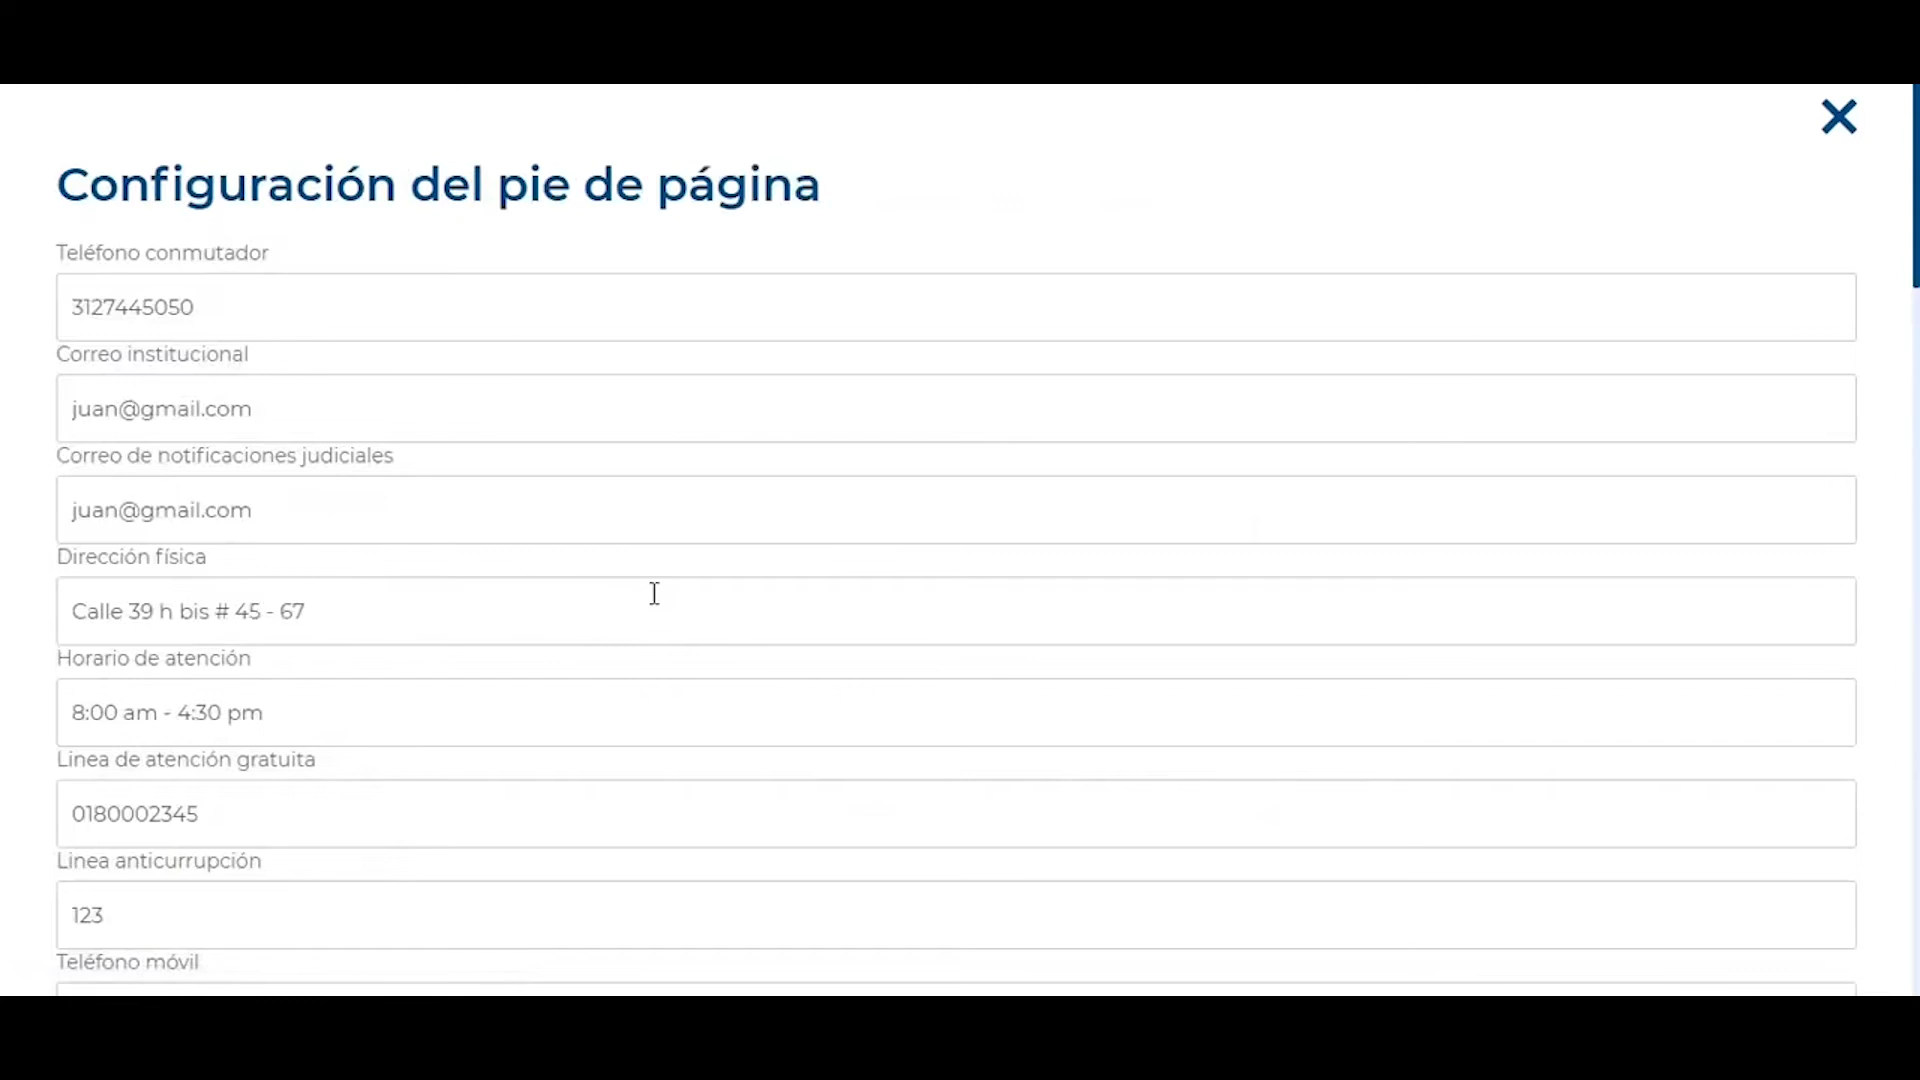 Configuración del pie de página
Teléfono conmutador
3127445050
Correo institucional
juan@gmail.com
Correo de notificaciones judiciales
juan@gmail.com
Dirección física
Calle 39 h bis # 45 - 67
Horario de atención
8:00 am - 4:30 pm
Linea de atención gratuita
0180002345
Linea anticurrupción
123
Teléfono móvil